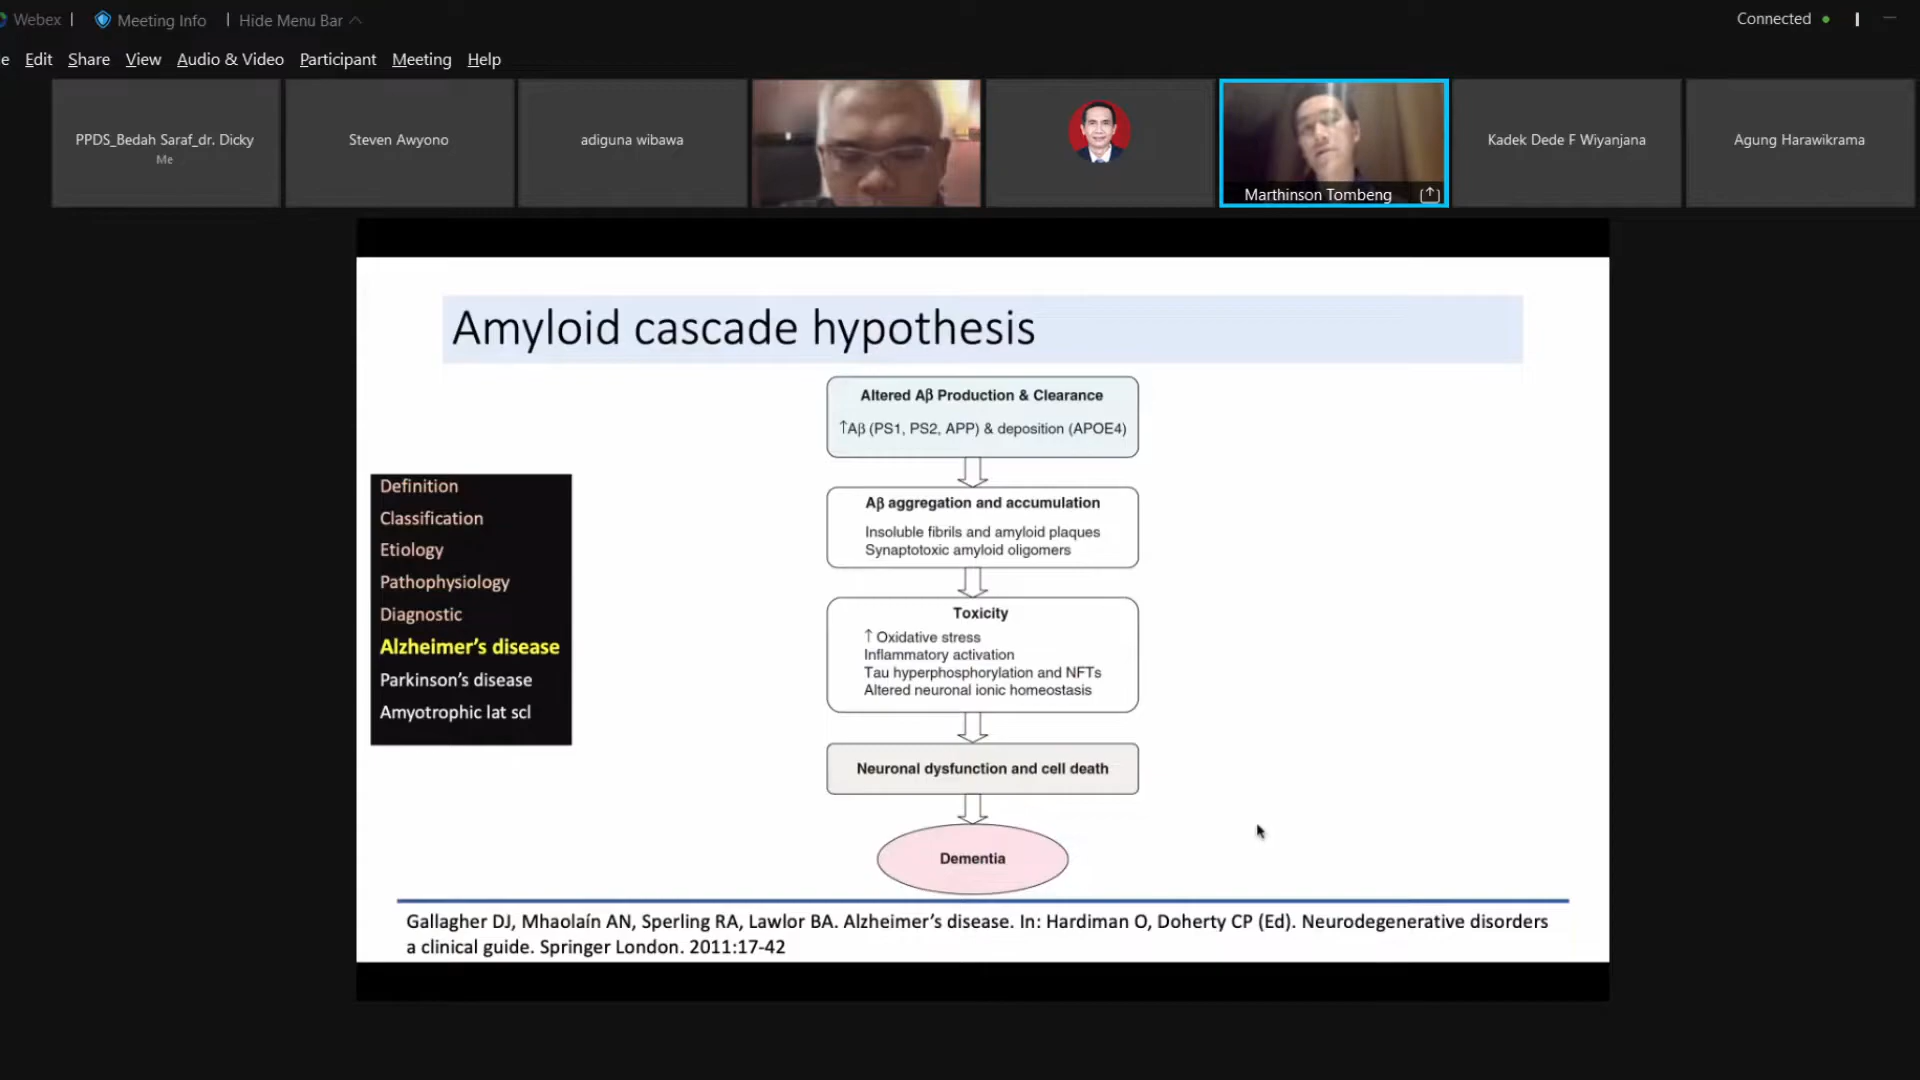 Webex
Meeting Info
Hide Menu Bar
Connected
e Edit Share View Audio & Video Participant Meeting Help
PPDS_Bedah Saraf_dr. Dicky
Me
Steven Awyono
adiguna wibawa
Marthinson Tombeng
Kadek Dede F Wiyanjana
Agung Harawikrama
Amyloid cascade hypothesis
Altered Aβ Production & Clearance
↑Aβ (PS1, PS2, APP) & deposition (APOE4)
Aβ aggregation and accumulation
Insoluble fibrils and amyloid plaques
Synaptotoxic amyloid oligomers
Toxicity
↑ Oxidative stress
Inflammatory activation
Tau hyperphosphorylation and NFTs
Altered neuronal ionic homeostasis
Neuronal dysfunction and cell death
Dementia
Definition
Classification
Etiology
Pathophysiology
Diagnostic
Alzheimer's disease
Parkinson's disease
Amyotrophic lat scl
Gallagher DJ, Mhaolaín AN, Sperling RA, Lawlor BA. Alzheimer's disease. In: Hardiman O, Doherty CP (Ed). Neurodegenerative disorders
a clinical guide. Springer London. 2011:17-42